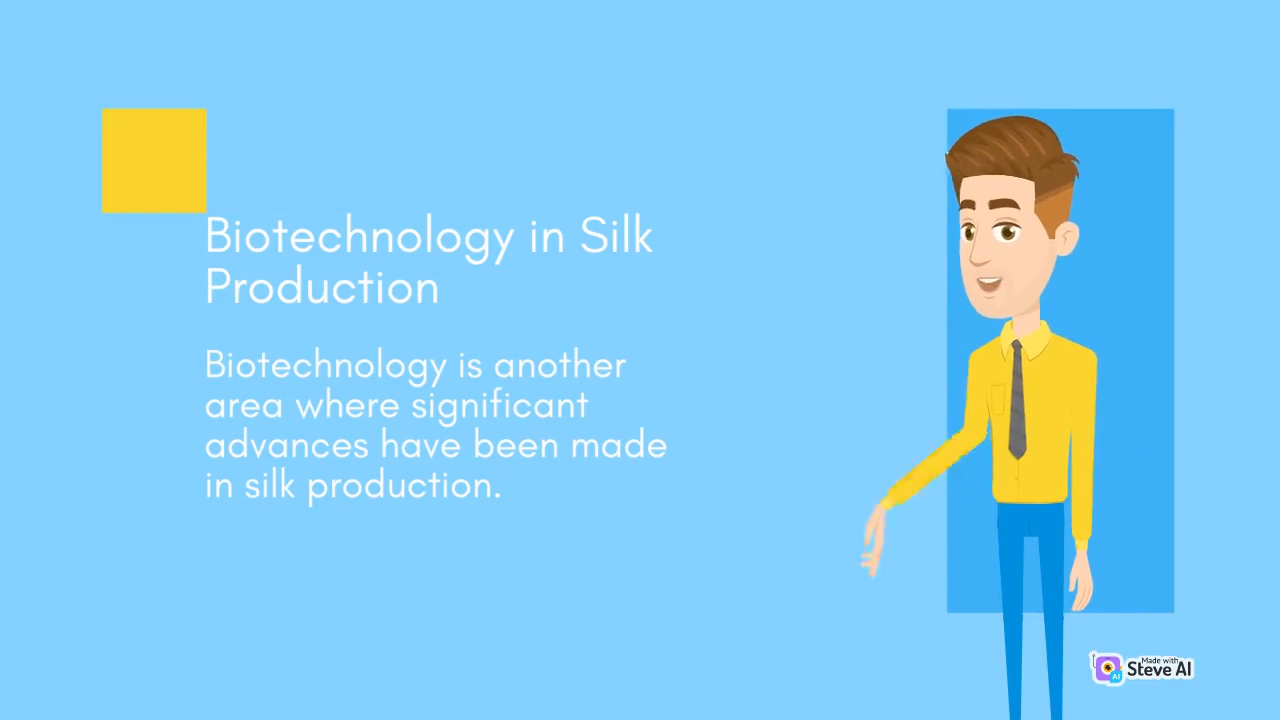 Biotechnology in Silk
Production
Biotechnology is another
area where significant
advances have been made
in silk production.
Made with
AI
Steve AI